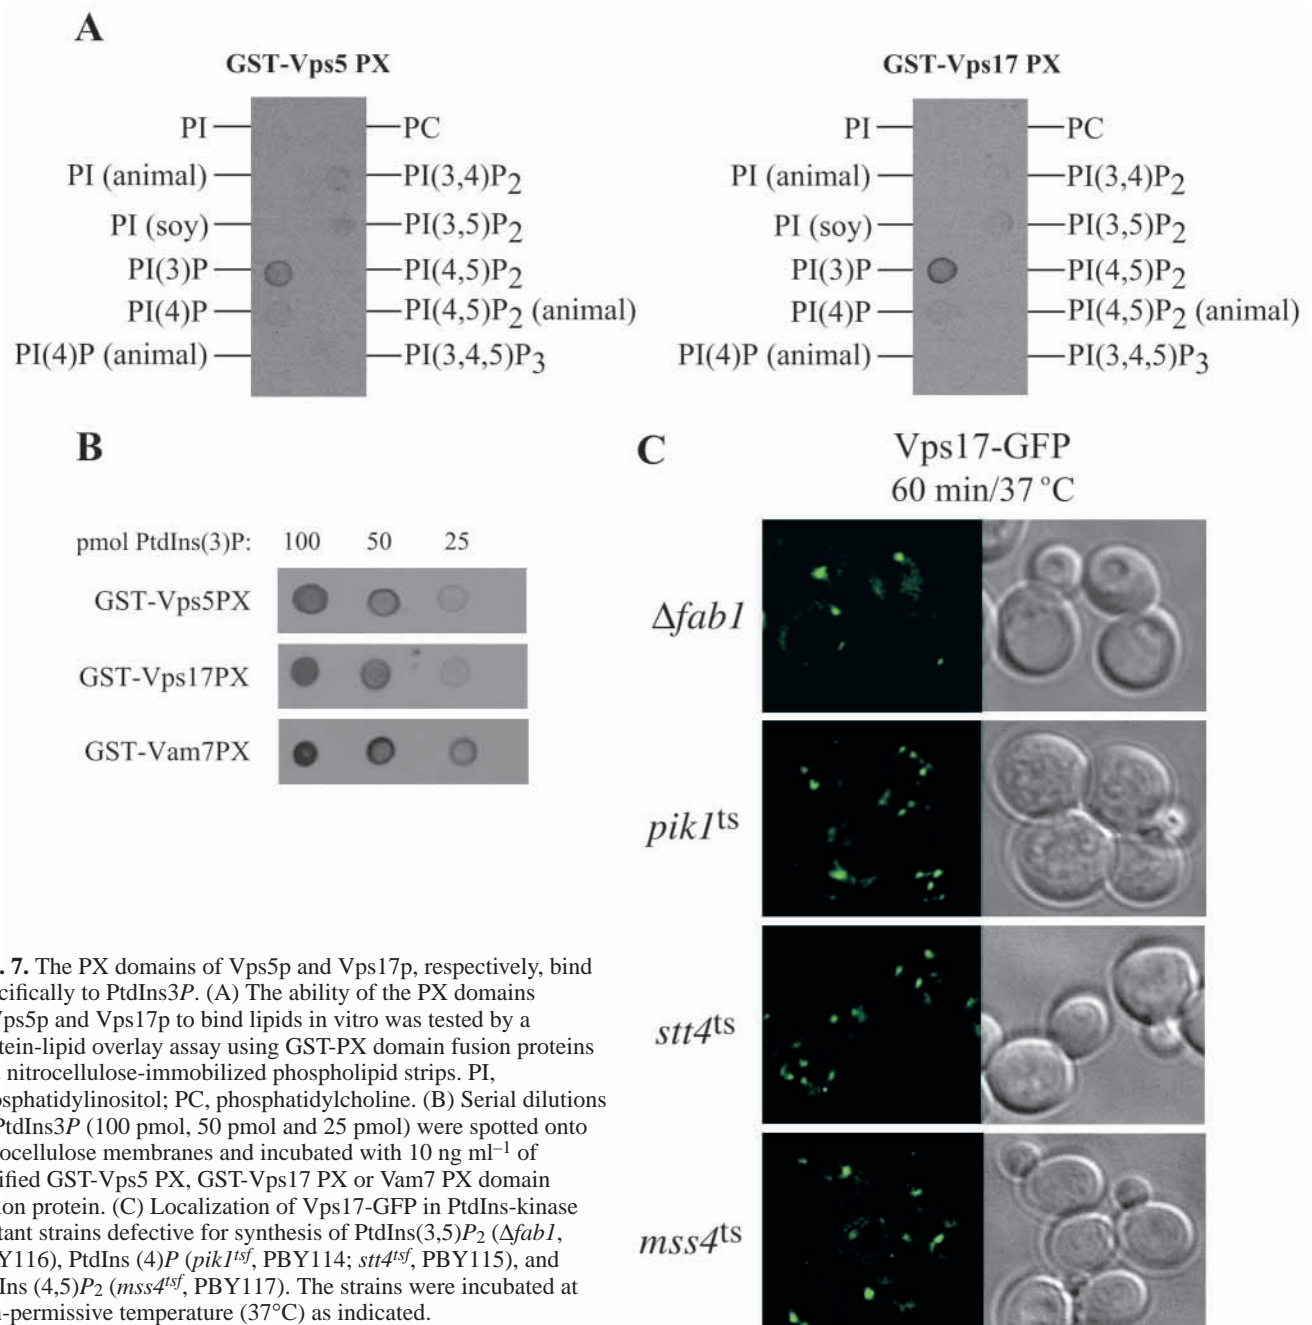 A
GST-Vps5 PX
PI
PI (animal)
PI (soy)
PI(3)P
PI(4)P
PI(4)P (animal)
PC
PI(3,4)P2
PI(3,5)P2
PI(4,5)P2
PI(4,5)P2 (animal)
PI(3,4,5)P3
GST-Vps17 PX
PI
PI (animal)
PI (soy)
PI(3)P
PI(4)P
PI(4)P (animal)
PC
PI(3,4)P2
PI(3,5)P2
PI(4,5)P2
PI(4,5)P2 (animal)
PI(3,4,5)P3
B
pmol PtdIns(3)P: 100 50 25
GST-Vps5PX
GST-Vps17PX
GST-Vam7PX
C
Vps17-GFP
60 min/37 °C
Δfab1
pik1ts
stt4ts
mss4ts
. 7. The PX domains of Vps5p and Vps17p, respectively, bind
cifically to PtdIns3P. (A) The ability of the PX domains
Vps5p and Vps17p to bind lipids in vitro was tested by a
tein-lipid overlay assay using GST-PX domain fusion proteins
nitrocellulose-immobilized phospholipid strips. PI,
sphatidylinositol; PC, phosphatidylcholine. (B) Serial dilutions
PtdIns3P (100 pmol, 50 pmol and 25 pmol) were spotted onto
ocellulose membranes and incubated with 10 ng ml–1 of
ified GST-Vps5 PX, GST-Vps17 PX or Vam7 PX domain
ion protein. (C) Localization of Vps17-GFP in PtdIns-kinase
tant strains defective for synthesis of PtdIns(3,5)P2 (Δfab1,
Y116), PtdIns (4)P (pik1tsf, PBY114; stt4tsf, PBY115), and
Ins (4,5)P2 (mss4tsf, PBY117). The strains were incubated at
-permissive temperature (37°C) as indicated.